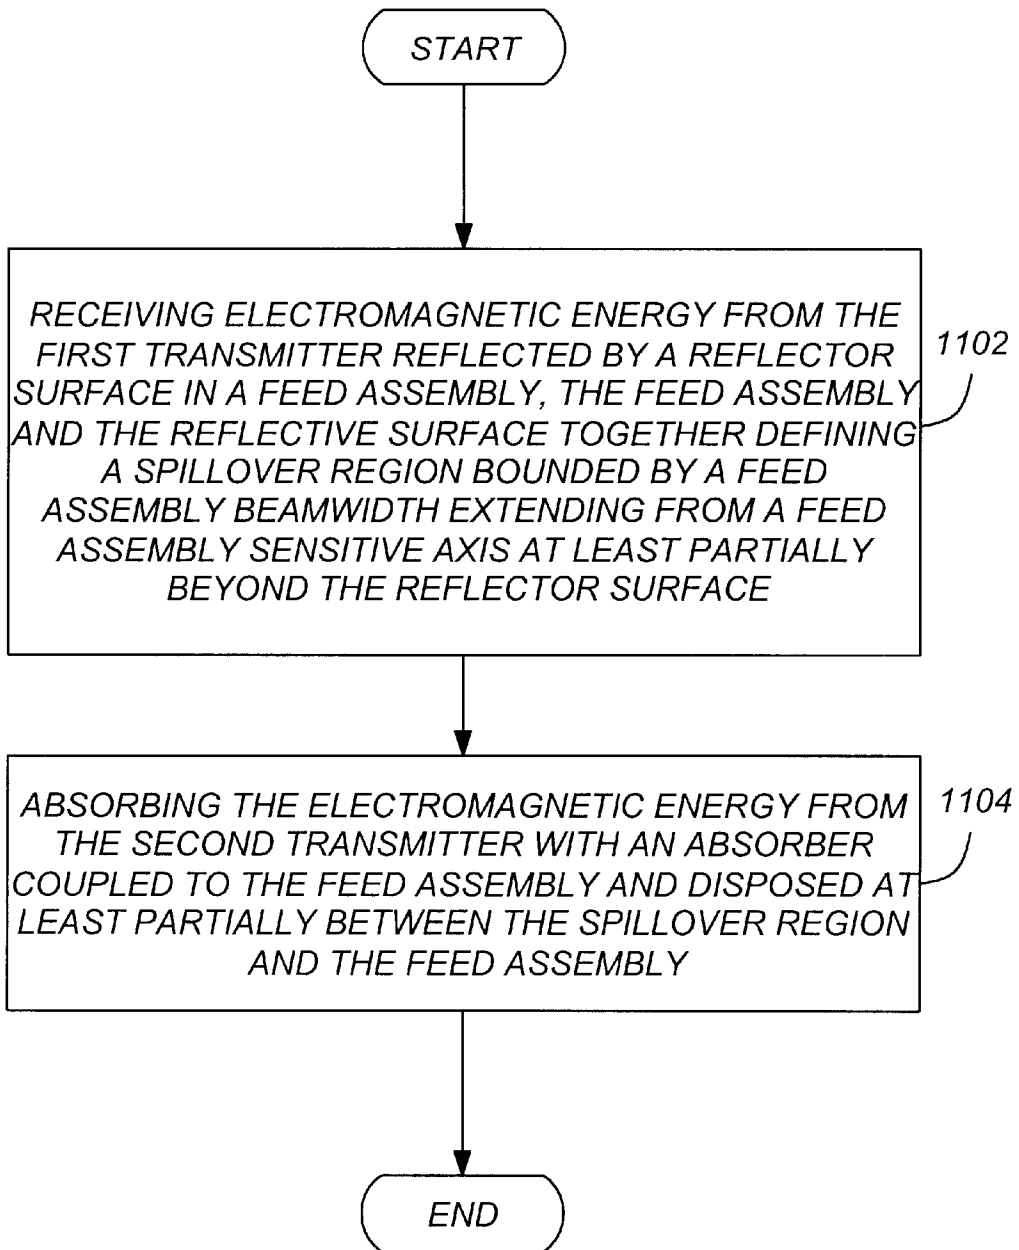 START
RECEIVING ELECTROMAGNETIC ENERGY FROM THE
FIRST TRANSMITTER REFLECTED BY A REFLECTOR
SURFACE IN A FEED ASSEMBLY, THE FEED ASSEMBLY
AND THE REFLECTIVE SURFACE TOGETHER DEFINING
A SPILLOVER REGION BOUNDED BY A FEED
ASSEMBLY BEAMWIDTH EXTENDING FROM A FEED
ASSEMBLY SENSITIVE AXIS AT LEAST PARTIALLY
BEYOND THE REFLECTOR SURFACE
1102
ABSORBING THE ELECTROMAGNETIC ENERGY FROM
THE SECOND TRANSMITTER WITH AN ABSORBER
COUPLED TO THE FEED ASSEMBLY AND DISPOSED AT
LEAST PARTIALLY BETWEEN THE SPILLOVER REGION
AND THE FEED ASSEMBLY
1104
END